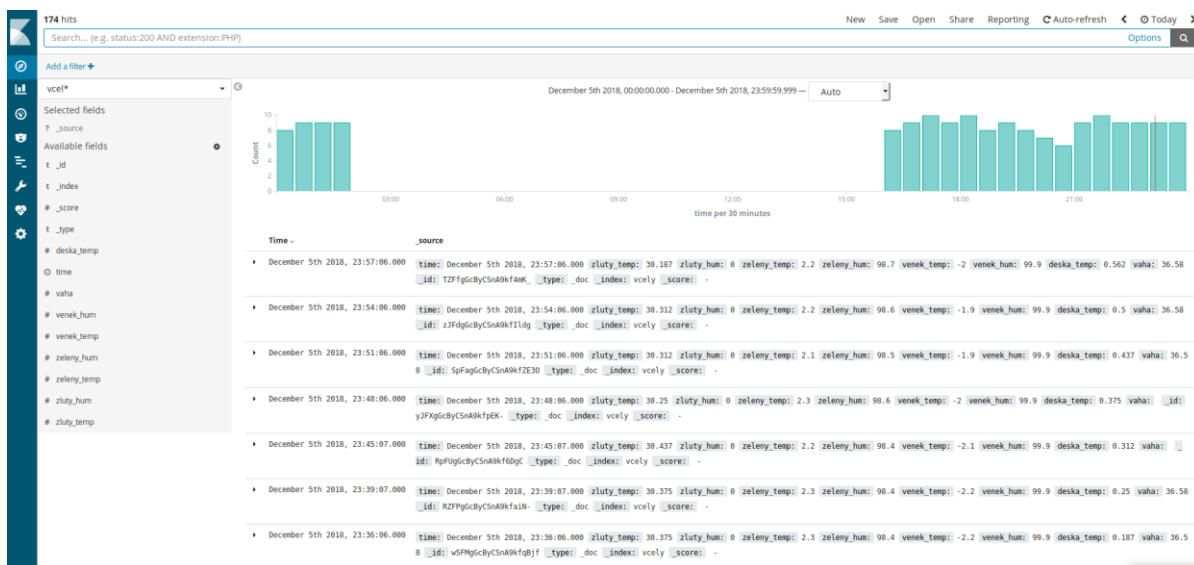 174 hits
New Save Open Share Reporting Auto-refresh Today
Search... (e.g. status:200 AND extension:PHP)
Options
Add a filter
vcel*
December 5th 2018, 00:00:00.000 - December 5th 2018, 23:59:59.999 —
Auto
Selected fields
? _source
Available fields
t _id
t _index
# _score
t _type
# deska_temp
time
# vaha
# venek_hum
# venek_temp
# zeleny_hum
# zeleny_temp
# zluty_hum
# zluty_temp
Count
10
8
6
4
2
0
03:00 06:00 09:00 12:00 15:00 18:00 21:00
time per 30 minutes
Time _source
December 5th 2018, 23:57:06.000 time: December 5th 2018, 23:57:06.000 zluty_temp: 30.187 zluty_hum: 0 zeleny_temp: 2.2 zeleny_hum: 98.7 venek_temp: -2 venek_hum: 99.9 deska_temp: 0.562 vaha: 36.58
_id: TZFfgGcByCSnA9kf4mK_ _type: _doc _index: vcely _score: -
December 5th 2018, 23:54:06.000 time: December 5th 2018, 23:54:06.000 zluty_temp: 30.312 zluty_hum: 0 zeleny_temp: 2.2 zeleny_hum: 98.6 venek_temp: -1.9 venek_hum: 99.9 deska_temp: 0.5 vaha: 36.58
_id: zJFdgGcByCSnA9kfIldg _type: _doc _index: vcely _score: -
December 5th 2018, 23:51:06.000 time: December 5th 2018, 23:51:06.000 zluty_temp: 30.312 zluty_hum: 0 zeleny_temp: 2.1 zeleny_hum: 98.5 venek_temp: -1.9 venek_hum: 99.9 deska_temp: 0.437 vaha: 36.5
8 _id: SpFagGcByCSnA9kfZE3O _type: _doc _index: vcely _score: -
December 5th 2018, 23:48:06.000 time: December 5th 2018, 23:48:06.000 zluty_temp: 30.25 zluty_hum: 0 zeleny_temp: 2.3 zeleny_hum: 98.6 venek_temp: -2 venek_hum: 99.9 deska_temp: 0.375 vaha: _id:
yJFXgGcByCSnA9kfpEK- _type: _doc _index: vcely _score: -
December 5th 2018, 23:45:07.000 time: December 5th 2018, 23:45:07.000 zluty_temp: 30.437 zluty_hum: 0 zeleny_temp: 2.2 zeleny_hum: 98.4 venek_temp: -2.1 venek_hum: 99.9 deska_temp: 0.312 vaha: _
id: RpFUgGcByCSnA9kf6DgC _type: _doc _index: vcely _score: -
December 5th 2018, 23:39:07.000 time: December 5th 2018, 23:39:07.000 zluty_temp: 30.375 zluty_hum: 0 zeleny_temp: 2.3 zeleny_hum: 98.4 venek_temp: -2.2 venek_hum: 99.9 deska_temp: 0.25 vaha: 36.58
_id: RZFPgGcByCSnA9kfaiN- _type: _doc _index: vcely _score: -
December 5th 2018, 23:36:06.000 time: December 5th 2018, 23:36:06.000 zluty_temp: 30.375 zluty_hum: 0 zeleny_temp: 2.3 zeleny_hum: 98.4 venek_temp: -2.2 venek_hum: 99.9 deska_temp: 0.187 vaha: 36.5
8 _id: w5FMgGcByCSnA9kfqBjf _type: _doc _index: vcely _score: -